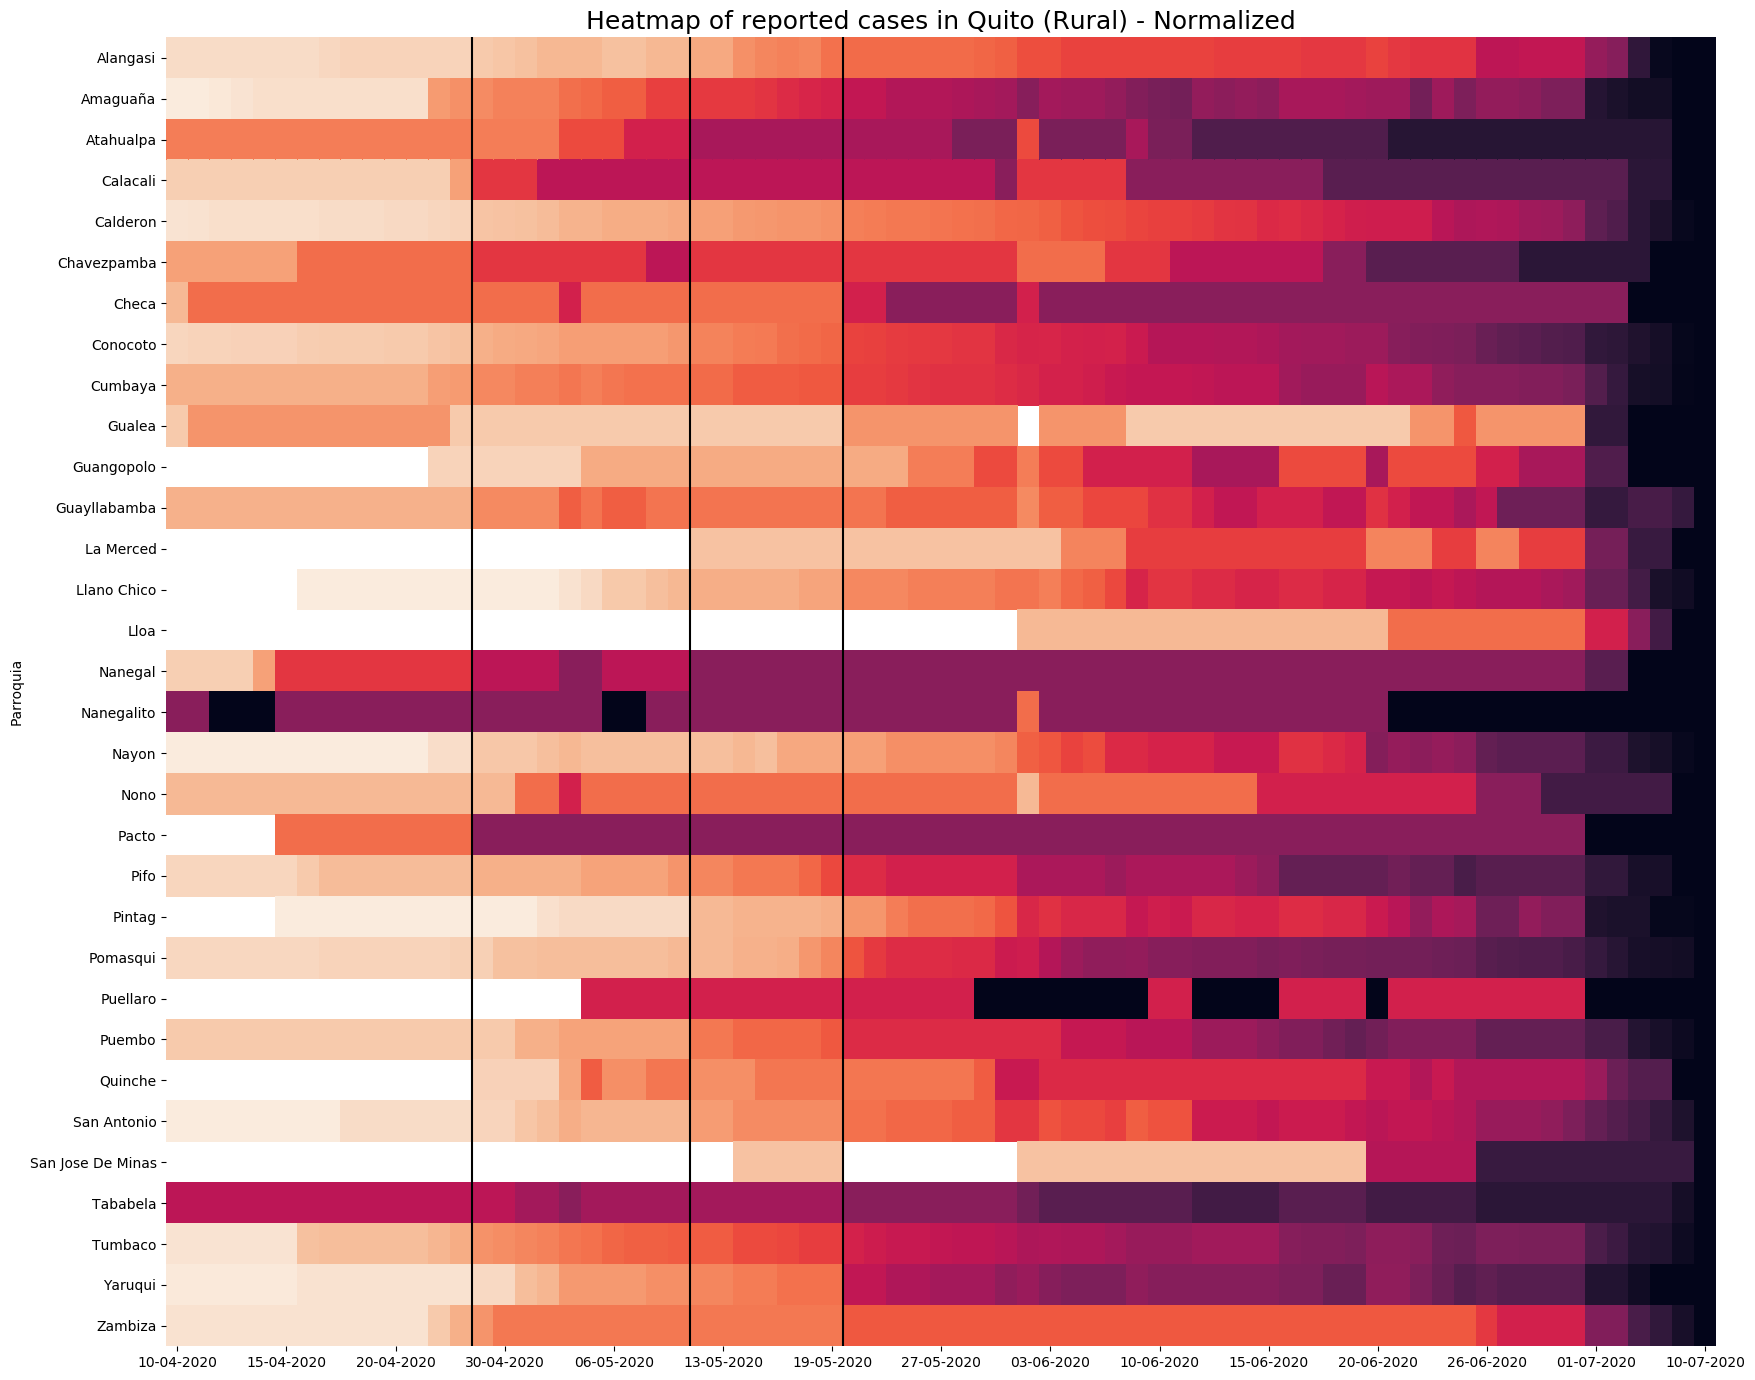 Heatmap of reported cases in Quito (Rural) - Normalized
Parroquia
Alangasi
Amaguaña
Atahualpa
Calacali
Calderon
Chavezpamba
Checa
Conocoto
Cumbaya
Gualea
Guangopolo
Guayllabamba
La Merced
Llano Chico
Lloa
Nanegal
Nanegalito
Nayon
Nono
Pacto
Pifo
Pintag
Pomasqui
Puellaro
Puembo
Quinche
San Antonio
San Jose De Minas
Tababela
Tumbaco
Yaruqui
Zambiza
10-04-2020 15-04-2020 20-04-2020 30-04-2020 06-05-2020 13-05-2020 19-05-2020 27-05-2020 03-06-2020 10-06-2020 15-06-2020 20-06-2020 26-06-2020 01-07-2020 10-07-2020